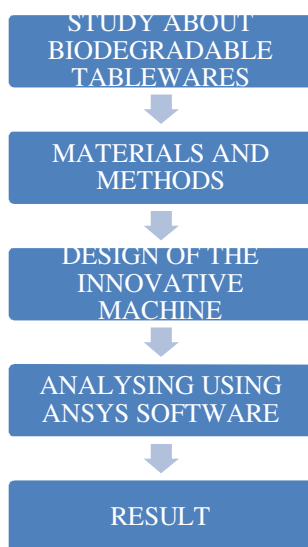 STUDY ABOUT
BIODEGRADABLE
TABLEWARES
MATERIALS AND
METHODS
DESIGN OF THE
INNOVATIVE
MACHINE
ANALYSING USING
ANSYS SOFTWARE
RESULT